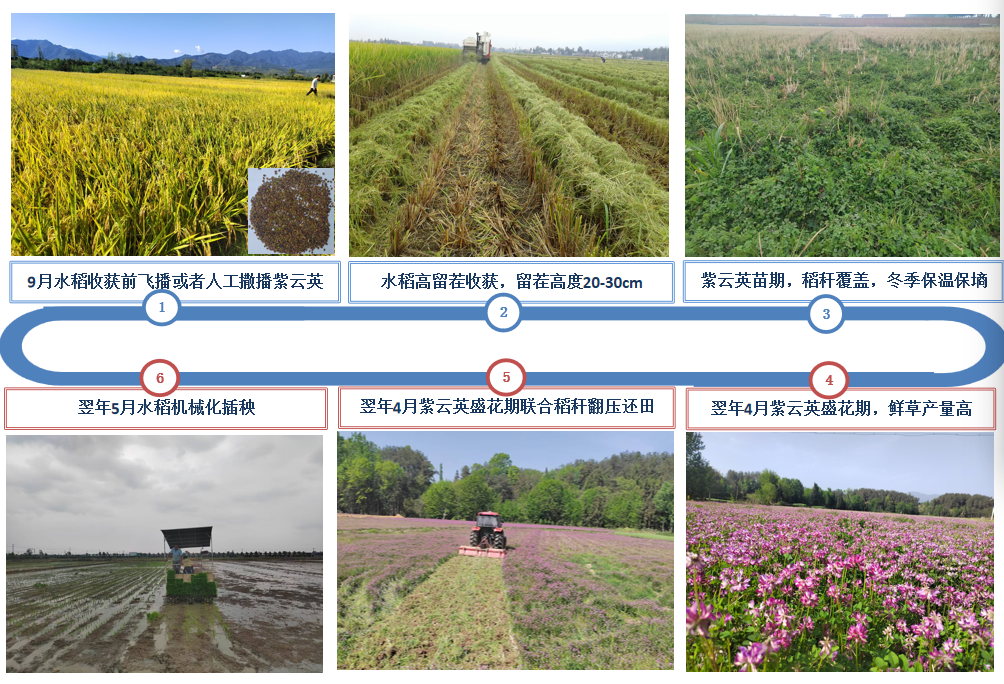 9月水稻收获前飞播或者人工撒播紫云英
水稻高留茬收获，留茬高度20-30cm
紫云英苗期，稻秆覆盖，冬季保温保墒
1
2
3
6
5
4
翌年5月水稻机械化插秧
翌年4月紫云英盛花期联合稻秆翻压还田
翌年4月紫云英盛花期，鲜草产量高